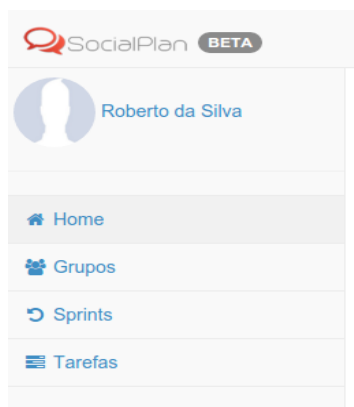 SocialPlan BETA
Roberto da Silva
Home
Grupos
Sprints
Tarefas